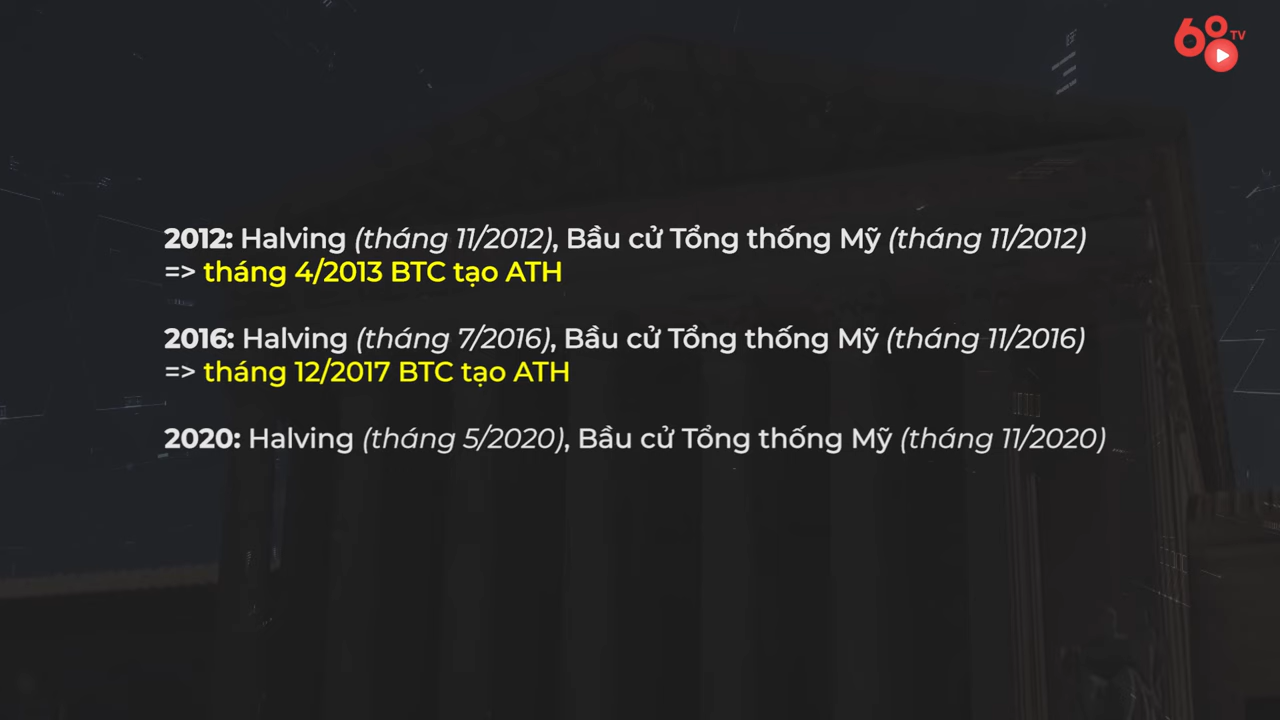 68 TV
2012: Halving (tháng 11/2012), Bầu cử Tổng thống Mỹ (tháng 11/2012)
=> tháng 4/2013 BTC tạo ATH
2016: Halving (tháng 7/2016), Bầu cử Tổng thống Mỹ (tháng 11/2016)
=> tháng 12/2017 BTC tạo ATH
2020: Halving (tháng 5/2020), Bầu cử Tổng thống Mỹ (tháng 11/2020)